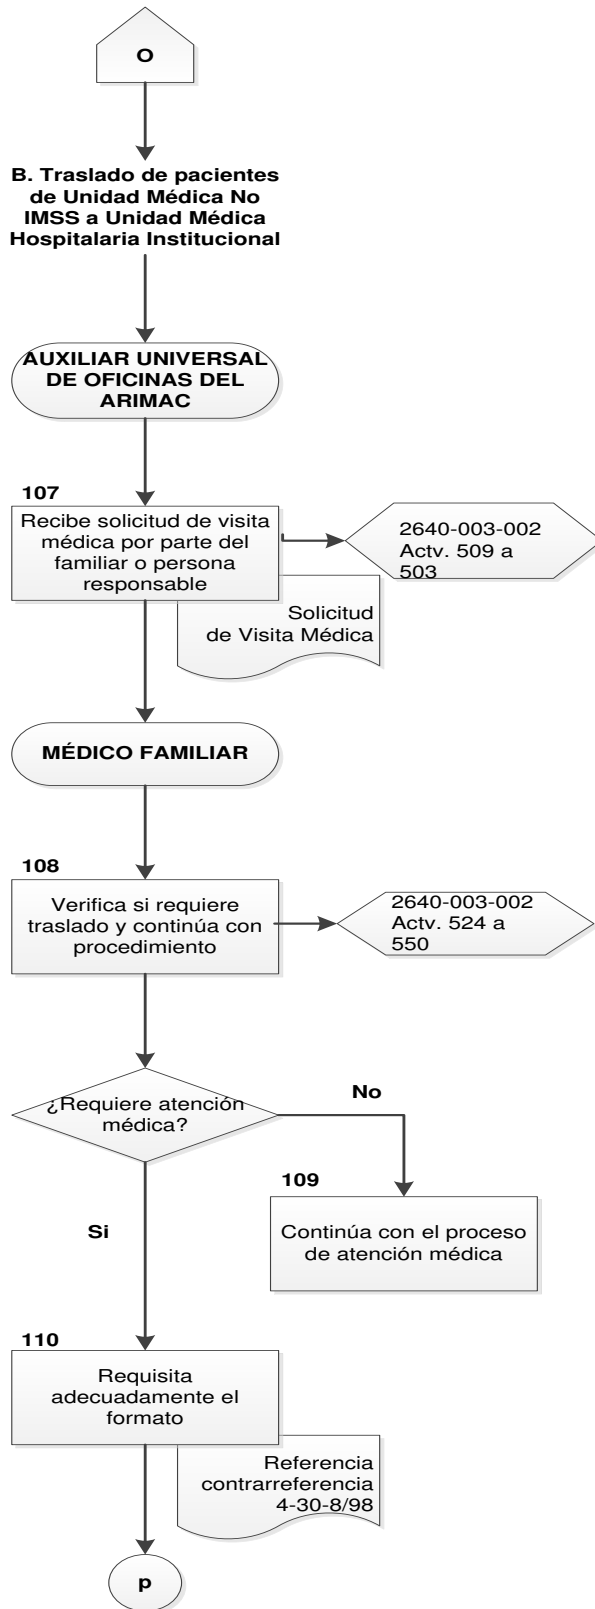 O
B. Traslado de pacientes
de Unidad Médica No
IMSS a Unidad Médica
Hospitalaria Institucional
AUXILIAR UNIVERSAL
DE OFICINAS DEL
ARIMAC
107
Recibe solicitud de visita
médica por parte del
familiar o persona
responsable
2640-003-002
Actv. 509 a
503
Solicitud
de Visita Médica
MÉDICO FAMILIAR
108
Verifica si requiere
traslado y continúa con
procedimiento
2640-003-002
Actv. 524 a
550
¿Requiere atención
médica?
No
109
Continúa con el proceso
de atención médica
Si
110
Requisita
adecuadamente el
formato
Referencia
contrarreferencia
4-30-8/98
p